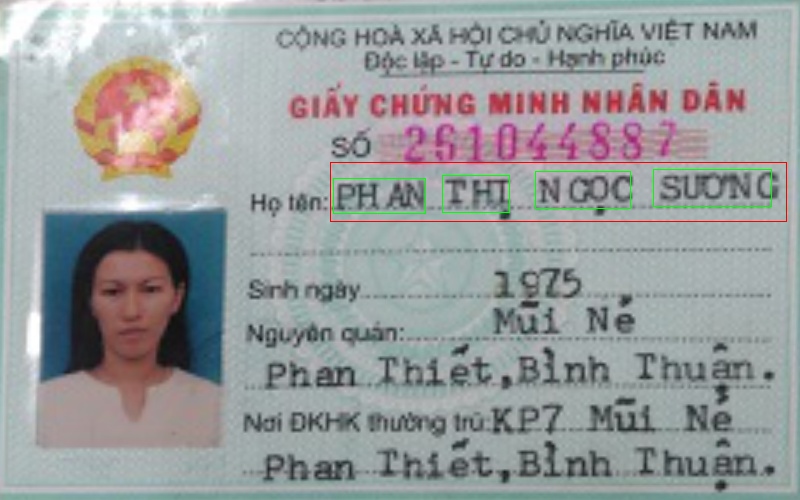 CỘNG HOÀ XÃ HỘI CHỦ NGHĨA VIỆT NAM
Độc lập - Tự do - Hạnh phúc
GIẤY CHỨNG MINH NHÂN DÂN
SỐ 261044887
Họ tên: PHAN THỊ NGỌC SƯƠNG
Sinh ngày 1975
Nguyên quán: Mũi Né
Phan Thiết, Bình Thuận.
Nơi ĐKHK thường trú: KP7 Mũi Né
Phan Thiết, Bình Thuận.